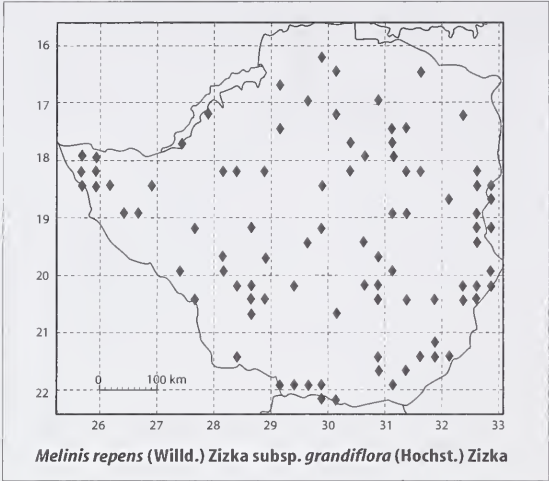 16
17
18
19
20
21
22
0 100 km
26 27 28 29 30 31 32 33
Melinis repens (Willd.) Zizka subsp. grandiflora (Hochst.) Zizka